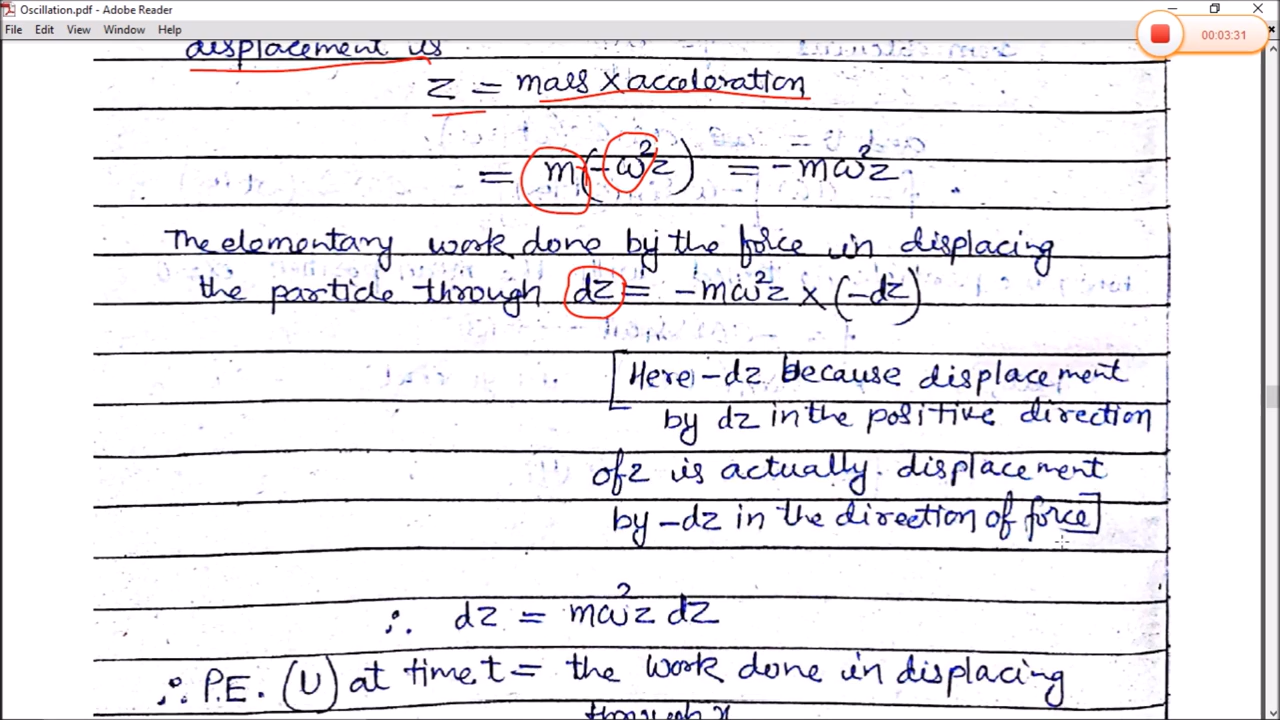 Oscillation.pdf - Adobe Reader
File Edit View Window Help
00:03:31
displacement is
z = mass × acceleration
= m(-ω²z) = -mω²z
The elementary work done by the force in displacing
the particle through dz = -mω²z × (-dz)
[Here -dz because displacement
by dz in the positive direction
of z is actually displacement
by -dz in the direction of force]
∴ dz = mω²z dz
∴ P.E. (U) at time t = the work done in displacing
through x